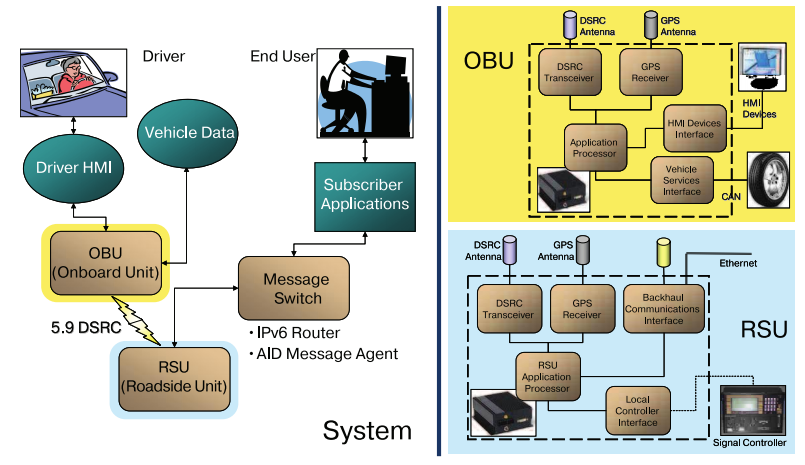 Driver
End User
Vehicle Data
Driver HMI
Subscriber
Applications
OBU
(Onboard Unit)
Message
Switch
5.9 DSRC
• IPv6 Router
• AID Message Agent
RSU
(Roadside Unit)
System
OBU
DSRC
Antenna
GPS
Antenna
DSRC
Transceiver
GPS
Receiver
HMI
Devices
HMI Devices
Interface
Application
Processor
Vehicle
Services
Interface
CAN
RSU
DSRC
Antenna
GPS
Antenna
Ethernet
DSRC
Transceiver
GPS
Receiver
Backhaul
Communications
Interface
RSU
Application
Processor
Local
Controller
Interface
Signal Controller